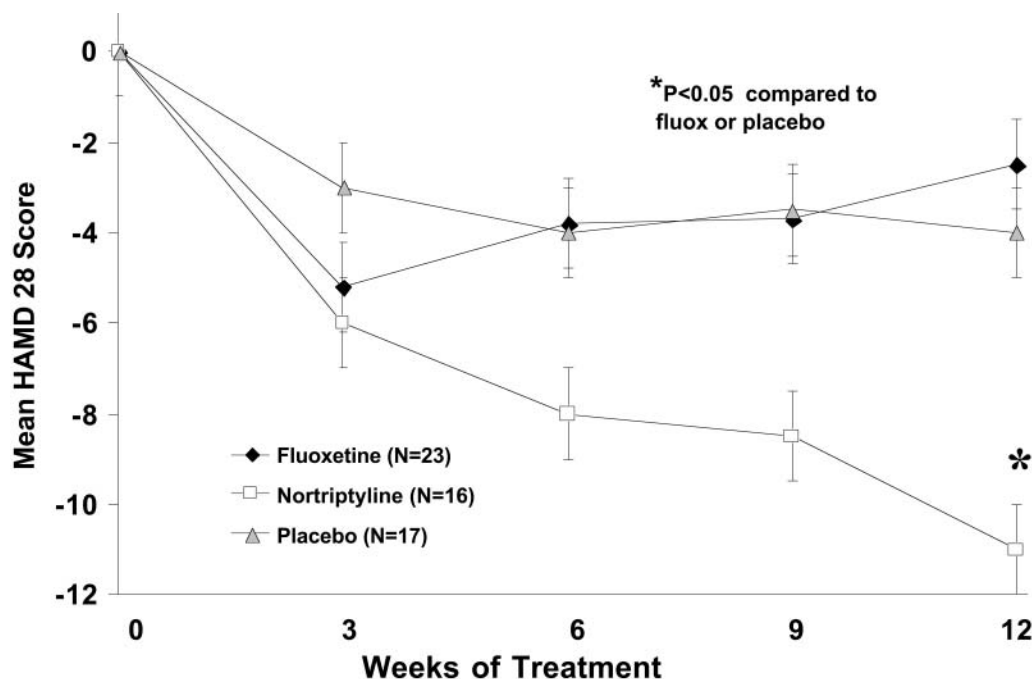 0
-2
-4
-6
-8
-10
-12
Mean HAMD 28 Score
*P<0.05 compared to
fluox or placebo
Fluoxetine (N=23)
Nortriptyline (N=16)
Placebo (N=17)
*
0 3 6 9 12
Weeks of Treatment